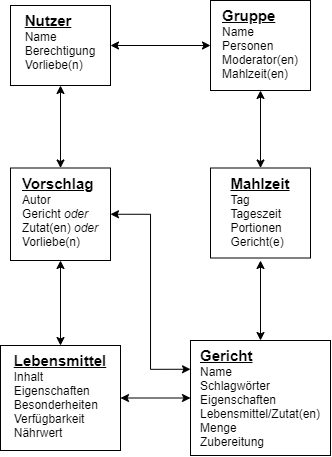 Nutzer
Name
Berechtigung
Vorliebe(n)
Gruppe
Name
Personen
Moderator(en)
Mahlzeit(en)
Vorschlag
Autor
Gericht oder
Zutat(en) oder
Vorliebe(n)
Mahlzeit
Tag
Tageszeit
Portionen
Gericht(e)
Lebensmittel
Inhalt
Eigenschaften
Besonderheiten
Verfügbarkeit
Nährwert
Gericht
Name
Schlagwörter
Eigenschaften
Lebensmittel/Zutat(en)
Menge
Zubereitung